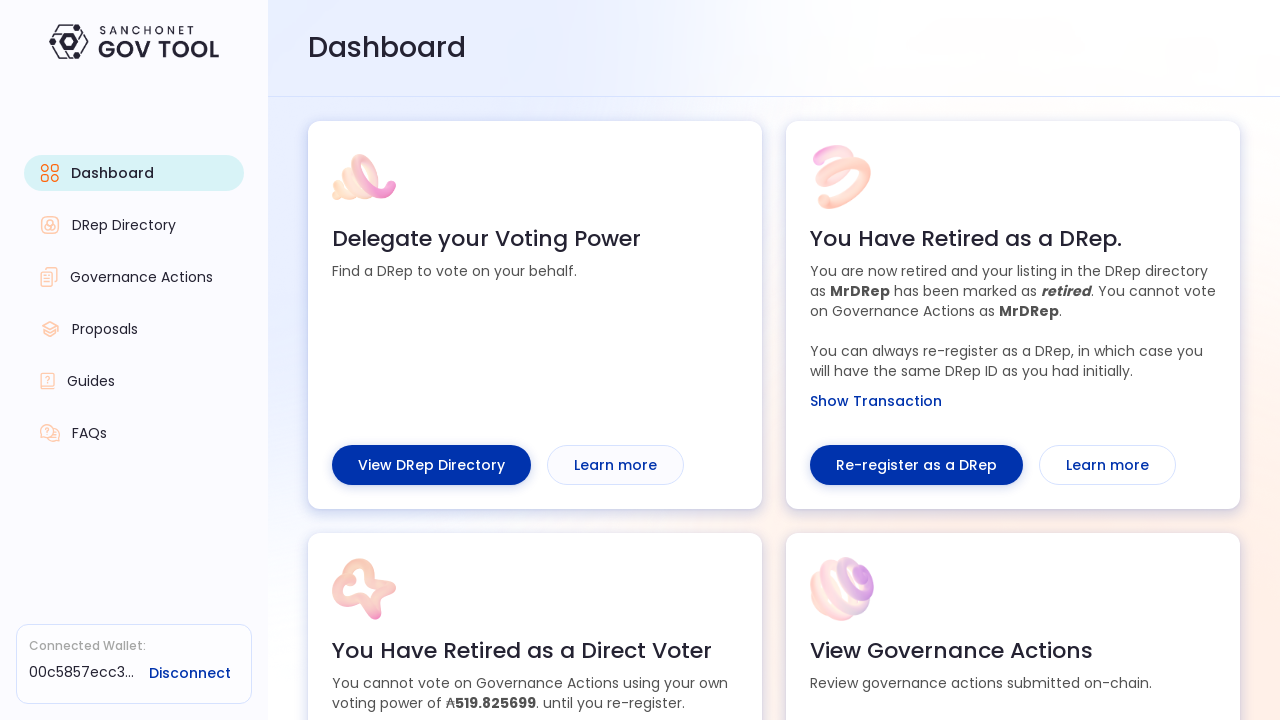 SANCHONET
GOV TOOL
Dashboard
DRep Directory
Governance Actions
Proposals
Guides
FAQs
Connected Wallet:
00c5857ecc3...
Disconnect
Dashboard
Delegate your Voting Power
Find a DRep to vote on your behalf.
View DRep Directory
Learn more
You Have Retired as a DRep.
You are now retired and your listing in the DRep directory
as MrDRep has been marked as retired. You cannot vote
on Governance Actions as MrDRep.
You can always re-register as a DRep, in which case you
will have the same DRep ID as you had initially.
Show Transaction
Re-register as a DRep
Learn more
You Have Retired as a Direct Voter
You cannot vote on Governance Actions using your own
voting power of ₳519.825699. until you re-register.
View Governance Actions
Review governance actions submitted on-chain.